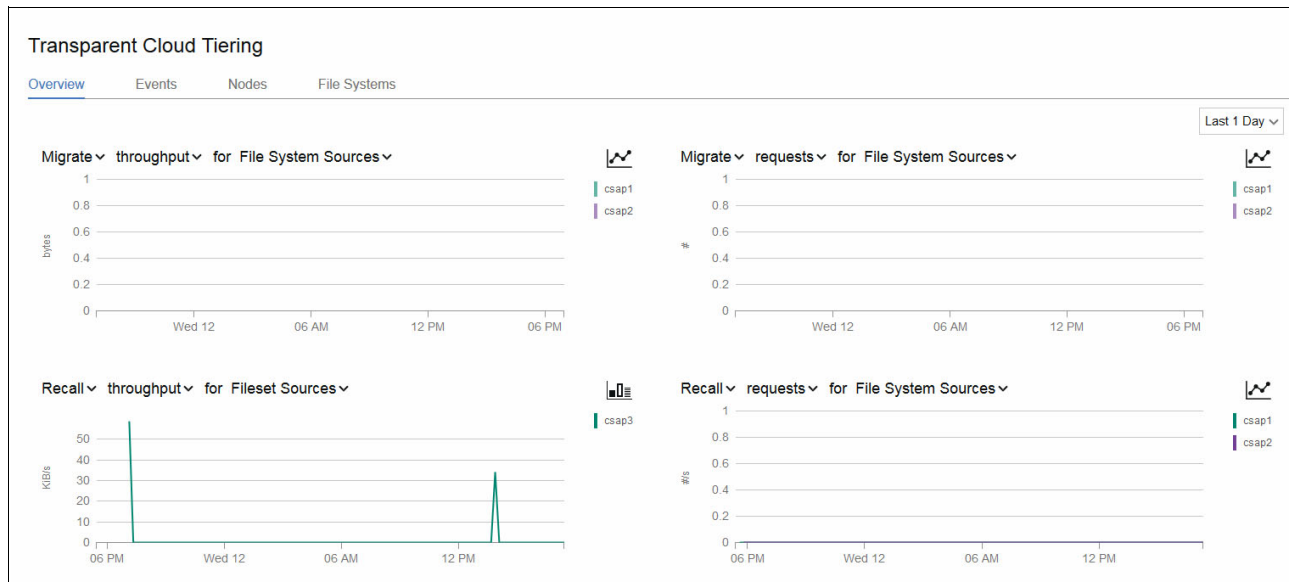 Transparent Cloud Tiering
Overview Events Nodes File Systems
Last 1 Day
Migrate throughput for File System Sources
1
0.8
0.6
0.4
0.2
0
bytes
Wed 12 06 AM 12 PM 06 PM
csap1
csap2
Migrate requests for File System Sources
1
0.8
0.6
0.4
0.2
0
#
Wed 12 06 AM 12 PM 06 PM
csap1
csap2
Recall throughput for Fileset Sources
50
40
30
20
10
0
KiB/s
06 PM Wed 12 06 AM 12 PM
csap3
Recall requests for File System Sources
1
0.8
0.6
0.4
0.2
0
#/s
06 PM Wed 12 06 AM 12 PM
csap1
csap2